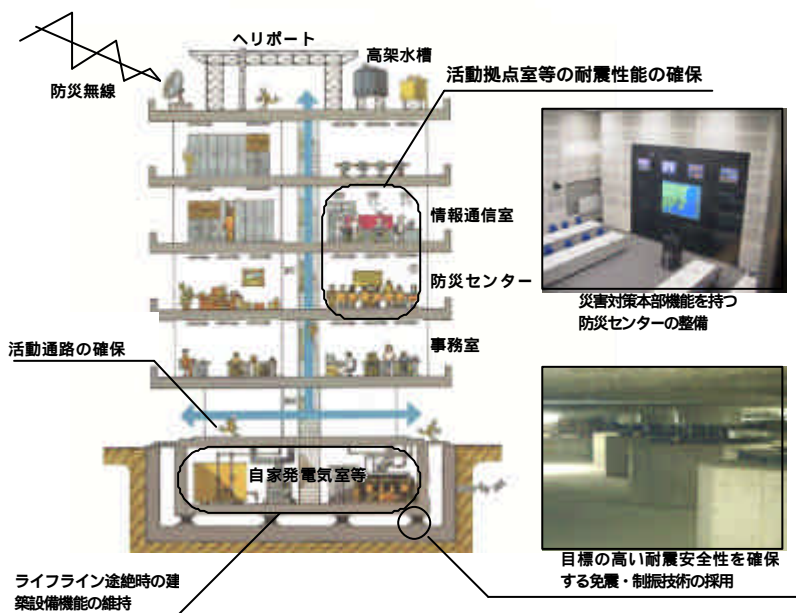 ヘリポート
高架水槽
防災無線
活動拠点室等の耐震性能の確保
情報通信室
防災センター
災害対策本部機能を持つ
防災センターの整備
事務室
活動通路の確保
自家発電気室等
目標の高い耐震安全性を確保
する免震・制振技術の採用
ライフライン途絶時の建
築設備機能の維持